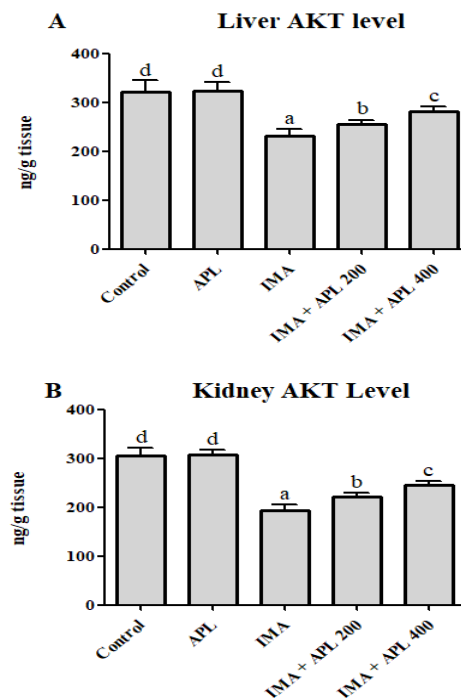 A Liver AKT level
ng/g tissue
400
300
200
100
0
d
d
a
b
c
Control
APL
IMA
IMA + APL 200
IMA + APL 400
B Kidney AKT Level
ng/g tissue
400
300
200
100
0
d
d
a
b
c
Control
APL
IMA
IMA + APL 200
IMA + APL 400